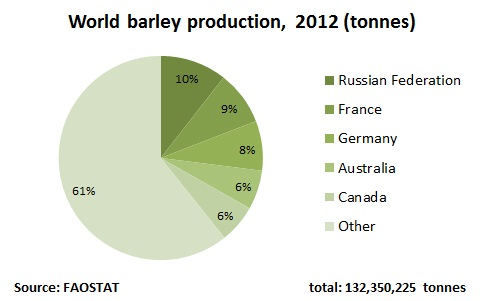 World barley production, 2012 (tonnes)
10%
9%
8%
6%
6%
61%
Russian Federation
France
Germany
Australia
Canada
Other
Source: FAOSTAT
total: 132,350,225 tonnes